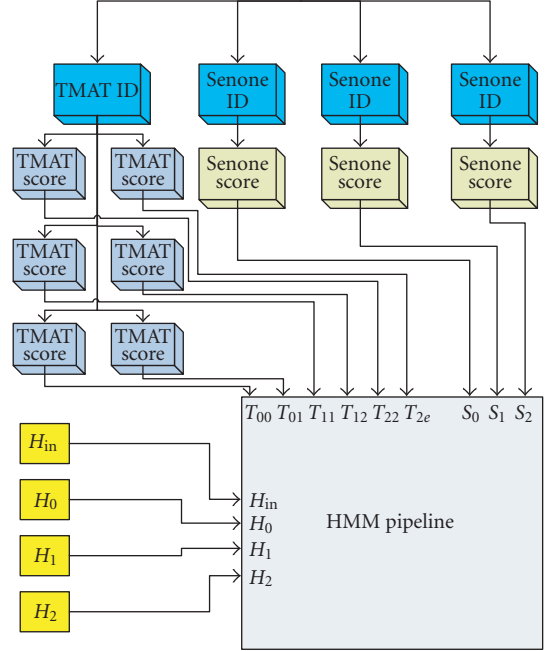 TMAT ID
Senone
ID
Senone
ID
Senone
ID
TMAT
score
TMAT
score
Senone
score
Senone
score
Senone
score
TMAT
score
TMAT
score
TMAT
score
TMAT
score
T00 T01 T11 T12 T22 T2e S0 S1 S2
Hin
H0
H1
H2
Hin
H0
H1
H2
HMM pipeline